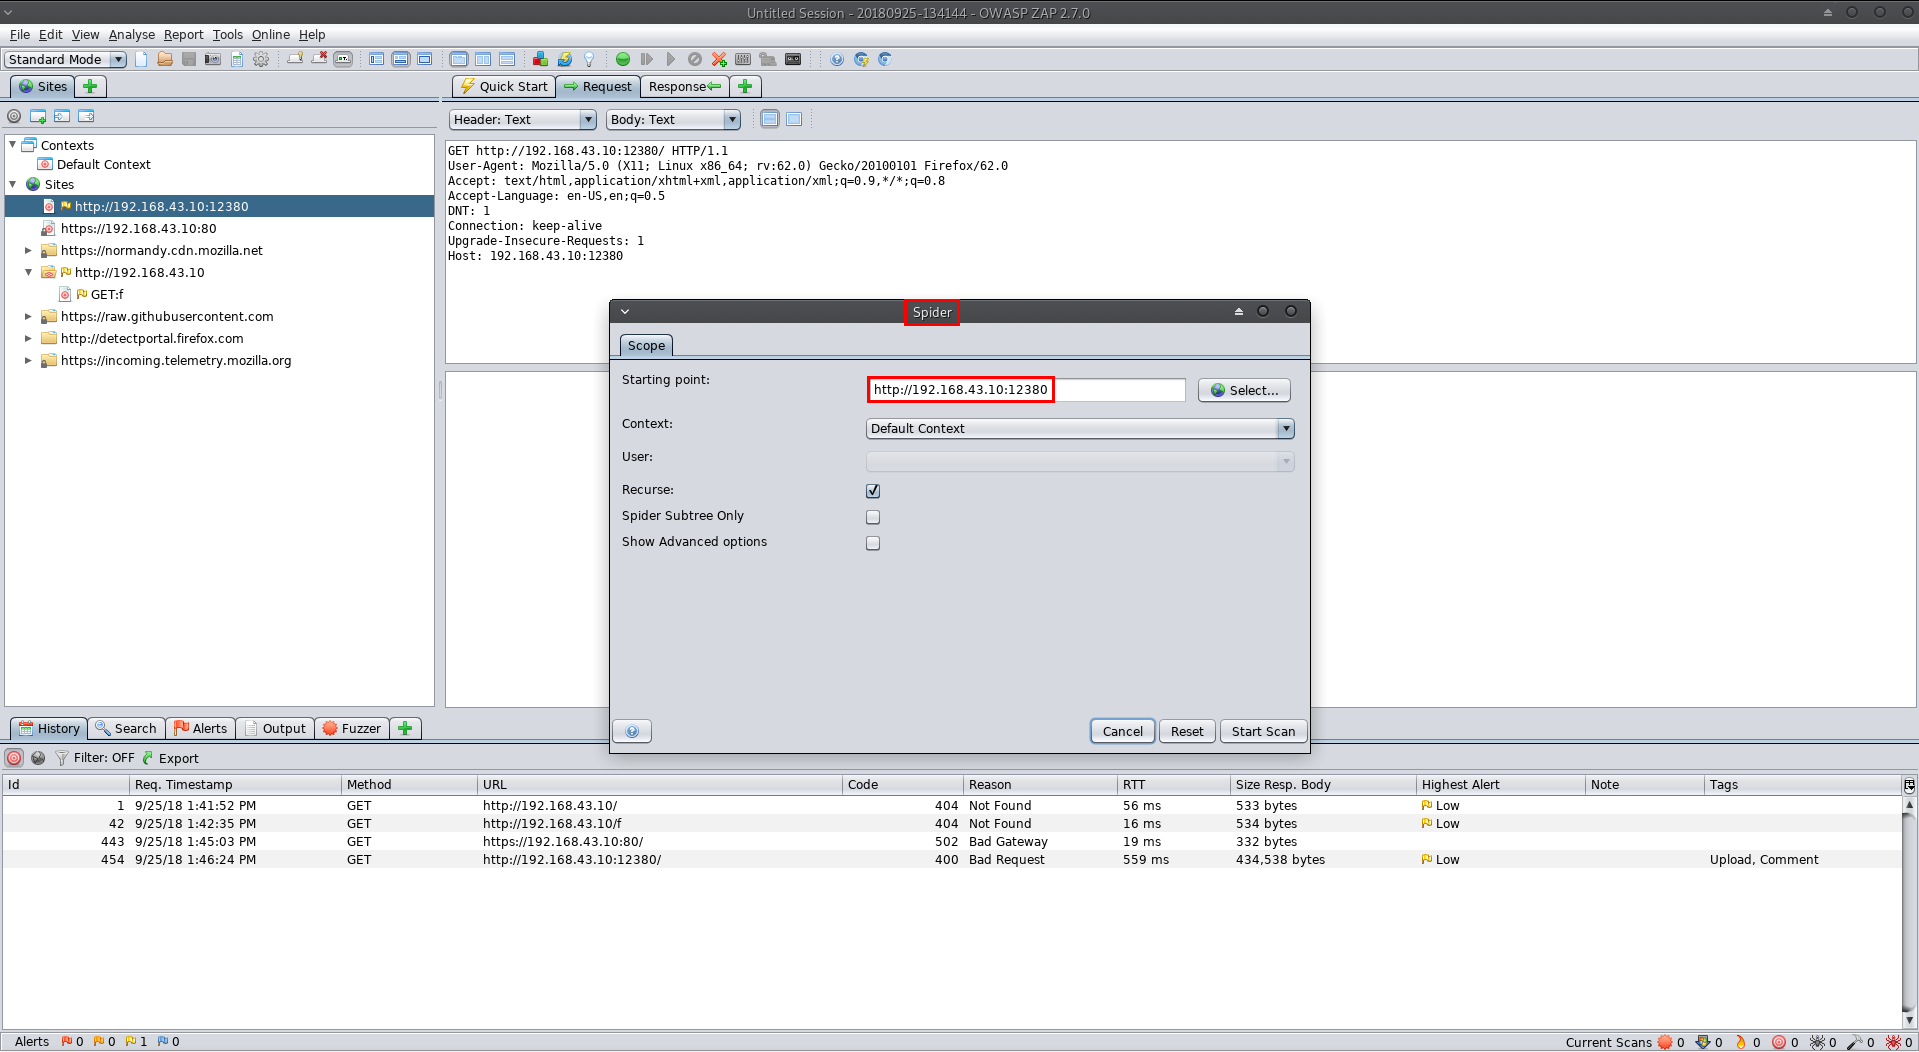 Untitled Session - 20180925-134144 - OWASP ZAP 2.7.0
File Edit View Analyse Report Tools Online Help
Standard Mode
Sites
Quick Start Request Response
Header: Text Body: Text
Contexts
Default Context
Sites
http://192.168.43.10:12380
https://192.168.43.10:80
https://normandy.cdn.mozilla.net
http://192.168.43.10
GET:f
https://raw.githubusercontent.com
http://detectportal.firefox.com
https://incoming.telemetry.mozilla.org
GET http://192.168.43.10:12380/ HTTP/1.1
User-Agent: Mozilla/5.0 (X11; Linux x86_64; rv:62.0) Gecko/20100101 Firefox/62.0
Accept: text/html,application/xhtml+xml,application/xml;q=0.9,*/*;q=0.8
Accept-Language: en-US,en;q=0.5
DNT: 1
Connection: keep-alive
Upgrade-Insecure-Requests: 1
Host: 192.168.43.10:12380
Spider
Scope
Starting point: http://192.168.43.10:12380 Select...
Context: Default Context
User:
Recurse:
Spider Subtree Only
Show Advanced options
Cancel Reset Start Scan
History Search Alerts Output Fuzzer
Filter: OFF Export
Id Req. Timestamp Method URL Code Reason RTT Size Resp. Body Highest Alert Note Tags
1 9/25/18 1:41:52 PM GET http://192.168.43.10/ 404 Not Found 56 ms 533 bytes Low
42 9/25/18 1:42:35 PM GET http://192.168.43.10/f 404 Not Found 16 ms 534 bytes Low
443 9/25/18 1:45:03 PM GET https://192.168.43.10:80/ 502 Bad Gateway 19 ms 332 bytes
454 9/25/18 1:46:24 PM GET http://192.168.43.10:12380/ 400 Bad Request 559 ms 434,538 bytes Low Upload, Comment
Alerts 0 0 1 0 Current Scans 0 0 0 0 0 0 0